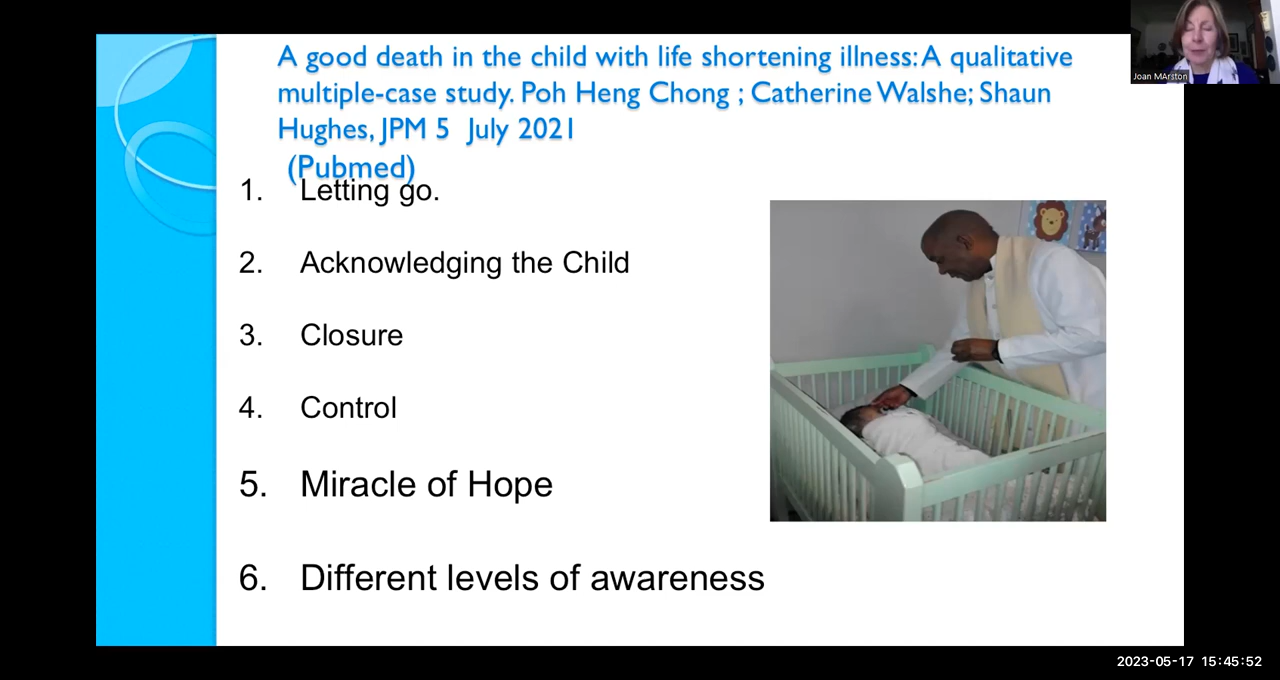 A good death in the child with life shortening illness: A qualitative
multiple-case study. Poh Heng Chong ; Catherine Walshe; Shaun
Hughes, JPM 5 July 2021
(Pubmed)
1. Letting go.
2. Acknowledging the Child
3. Closure
4. Control
5. Miracle of Hope
6. Different levels of awareness
Joan MArston
2023-05-17 15:45:52